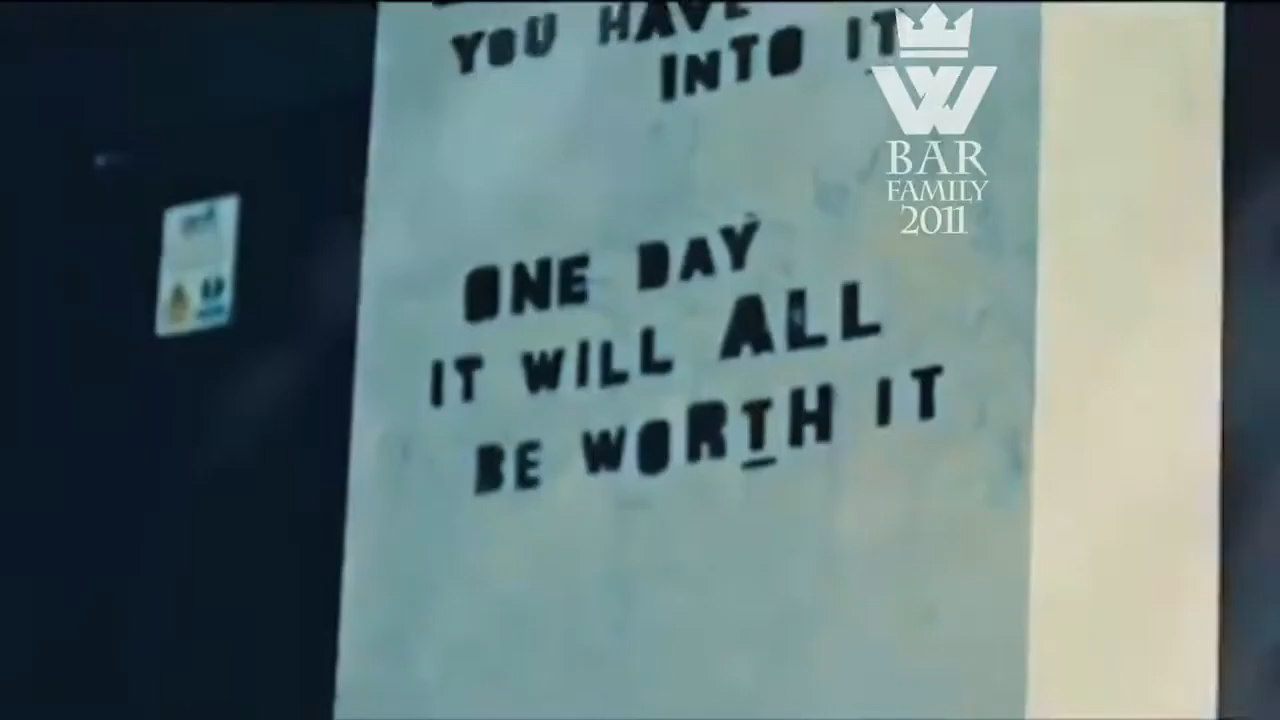 YOU HAVE
INTO IT
ONE DAY
IT WILL ALL
BE WORTH IT
W
BAR
FAMILY
2011